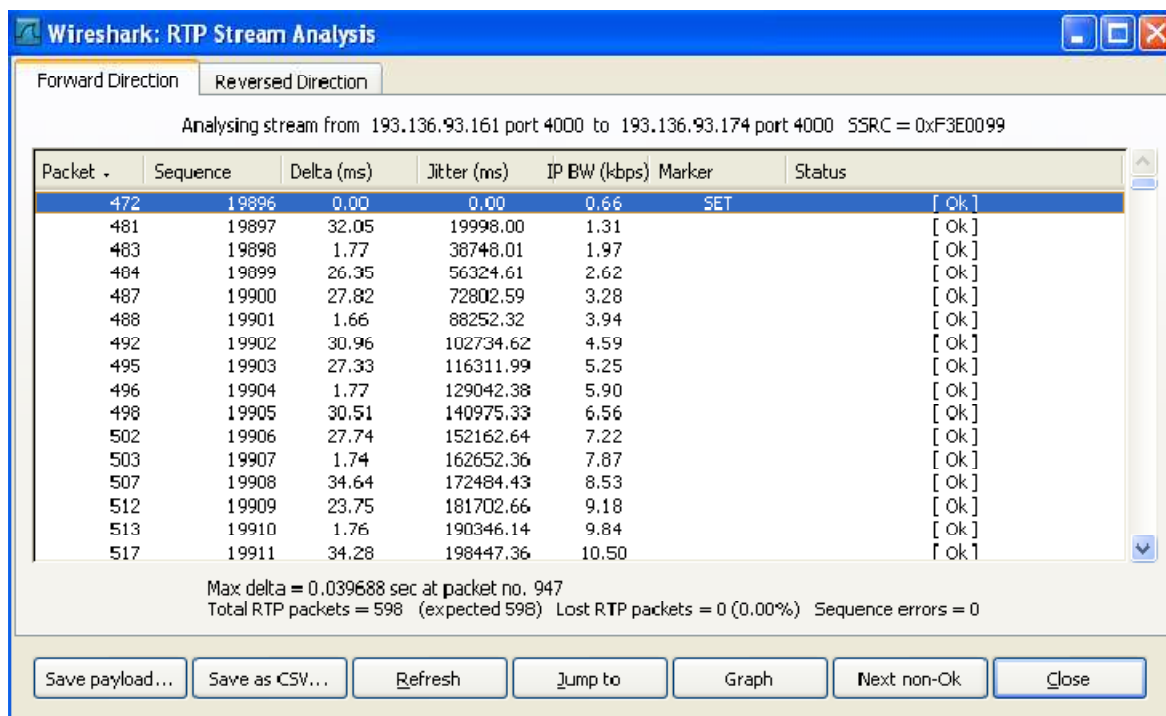 Wireshark: RTP Stream Analysis
Forward Direction Reversed Direction
Analysing stream from 193.136.93.161 port 4000 to 193.136.93.174 port 4000 SSRC = 0xF3E0099
Packet Sequence Delta (ms) Jitter (ms) IP BW (kbps) Marker Status
472 19896 0.00 0.00 0.66 SET [ Ok ]
481 19897 32.05 19998.00 1.31 [ Ok ]
483 19898 1.77 38748.01 1.97 [ Ok ]
484 19899 26.35 56324.61 2.62 [ Ok ]
487 19900 27.82 72802.59 3.28 [ Ok ]
488 19901 1.66 88252.32 3.94 [ Ok ]
492 19902 30.96 102734.62 4.59 [ Ok ]
495 19903 27.33 116311.99 5.25 [ Ok ]
496 19904 1.77 129042.38 5.90 [ Ok ]
498 19905 30.51 140975.33 6.56 [ Ok ]
502 19906 27.74 152162.64 7.22 [ Ok ]
503 19907 1.74 162652.36 7.87 [ Ok ]
507 19908 34.64 172484.43 8.53 [ Ok ]
512 19909 23.75 181702.66 9.18 [ Ok ]
513 19910 1.76 190346.14 9.84 [ Ok ]
517 19911 34.28 198447.36 10.50 [ Ok ]
Max delta = 0.039688 sec at packet no. 947
Total RTP packets = 598 (expected 598) Lost RTP packets = 0 (0.00%) Sequence errors = 0
Save payload... Save as CSV... Refresh Jump to Graph Next non-Ok Close